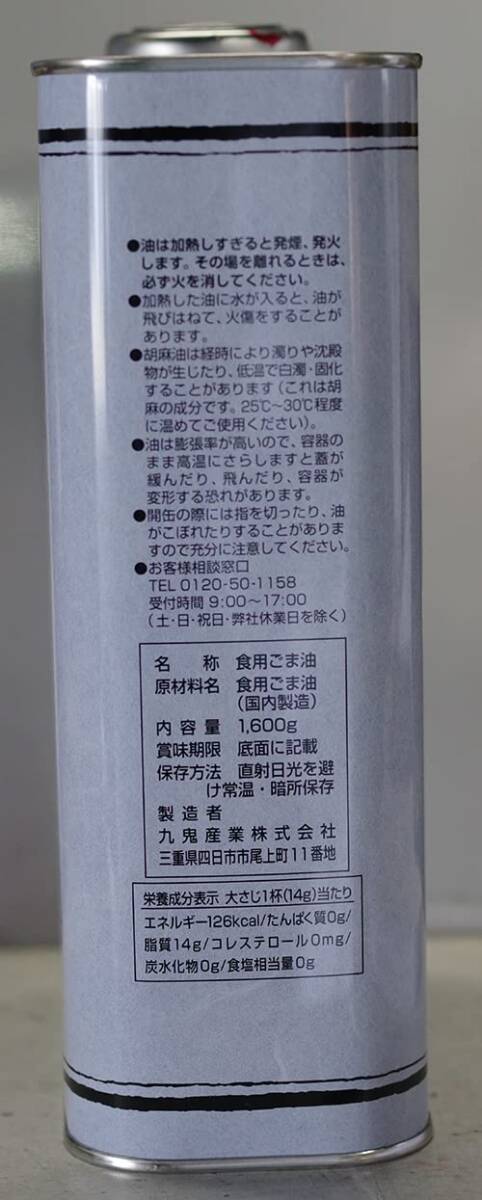 ●油は加熱しすぎると発煙、発火
します。その場を離れるときは、
必ず火を消してください。
●加熱した油に水が入ると、油が
飛びはねて、火傷をすることが
あります。
●胡麻油は経時により濁りや沈殿
物が生じたり、低温で白濁・固化
することがあります(これは胡
麻の成分です。25℃〜30℃程度
に温めてご使用ください)。
●油は膨張率が高いので、容器の
まま高温にさらしますと蓋が
緩んだり、飛んだり、容器が
変形する恐れがあります。
●開缶の際には指を切ったり、油
がこぼれたりすることがありま
すので充分に注意してください。
●お客様相談窓口
TEL 0120-50-1158
受付時間 9:00〜17:00
(土・日・祝日・弊社休業日を除く)
名称 食用ごま油
原材料名 食用ごま油
(国内製造)
内容量 1,600g
賞味期限 底面に記載
保存方法 直射日光を避
け常温・暗所保存
製造者
九鬼産業株式会社
三重県四日市市尾上町11番地
栄養成分表示 大さじ1杯(14g)当たり
エネルギー126kcal/たんぱく質0g/
脂質14g/コレステロール0mg/
炭水化物0g/食塩相当量0g